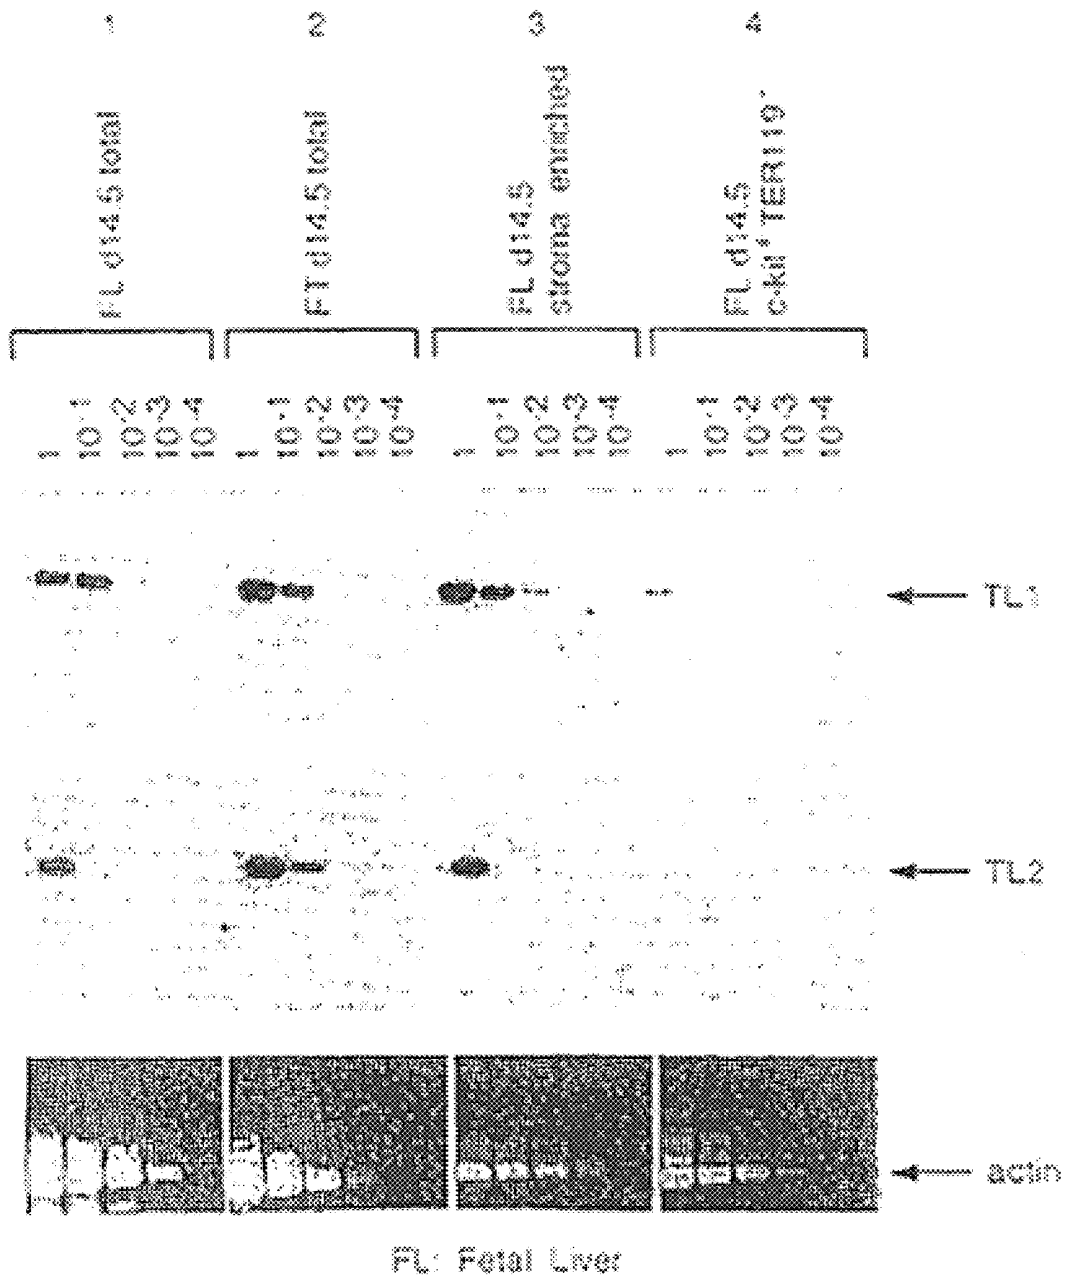 1 2 3 4
FL d14.5 total
FT d14.5 total
FL d14.5
stroma enriched
FL d14.5
c-kit⁺ TER119⁻
1 10⁻¹ 10⁻² 10⁻³ 10⁻⁴ 1 10⁻¹ 10⁻² 10⁻³ 10⁻⁴ 1 10⁻¹ 10⁻² 10⁻³ 10⁻⁴ 1 10⁻¹ 10⁻² 10⁻³ 10⁻⁴
TL1
TL2
actin
FL: Fetal Liver